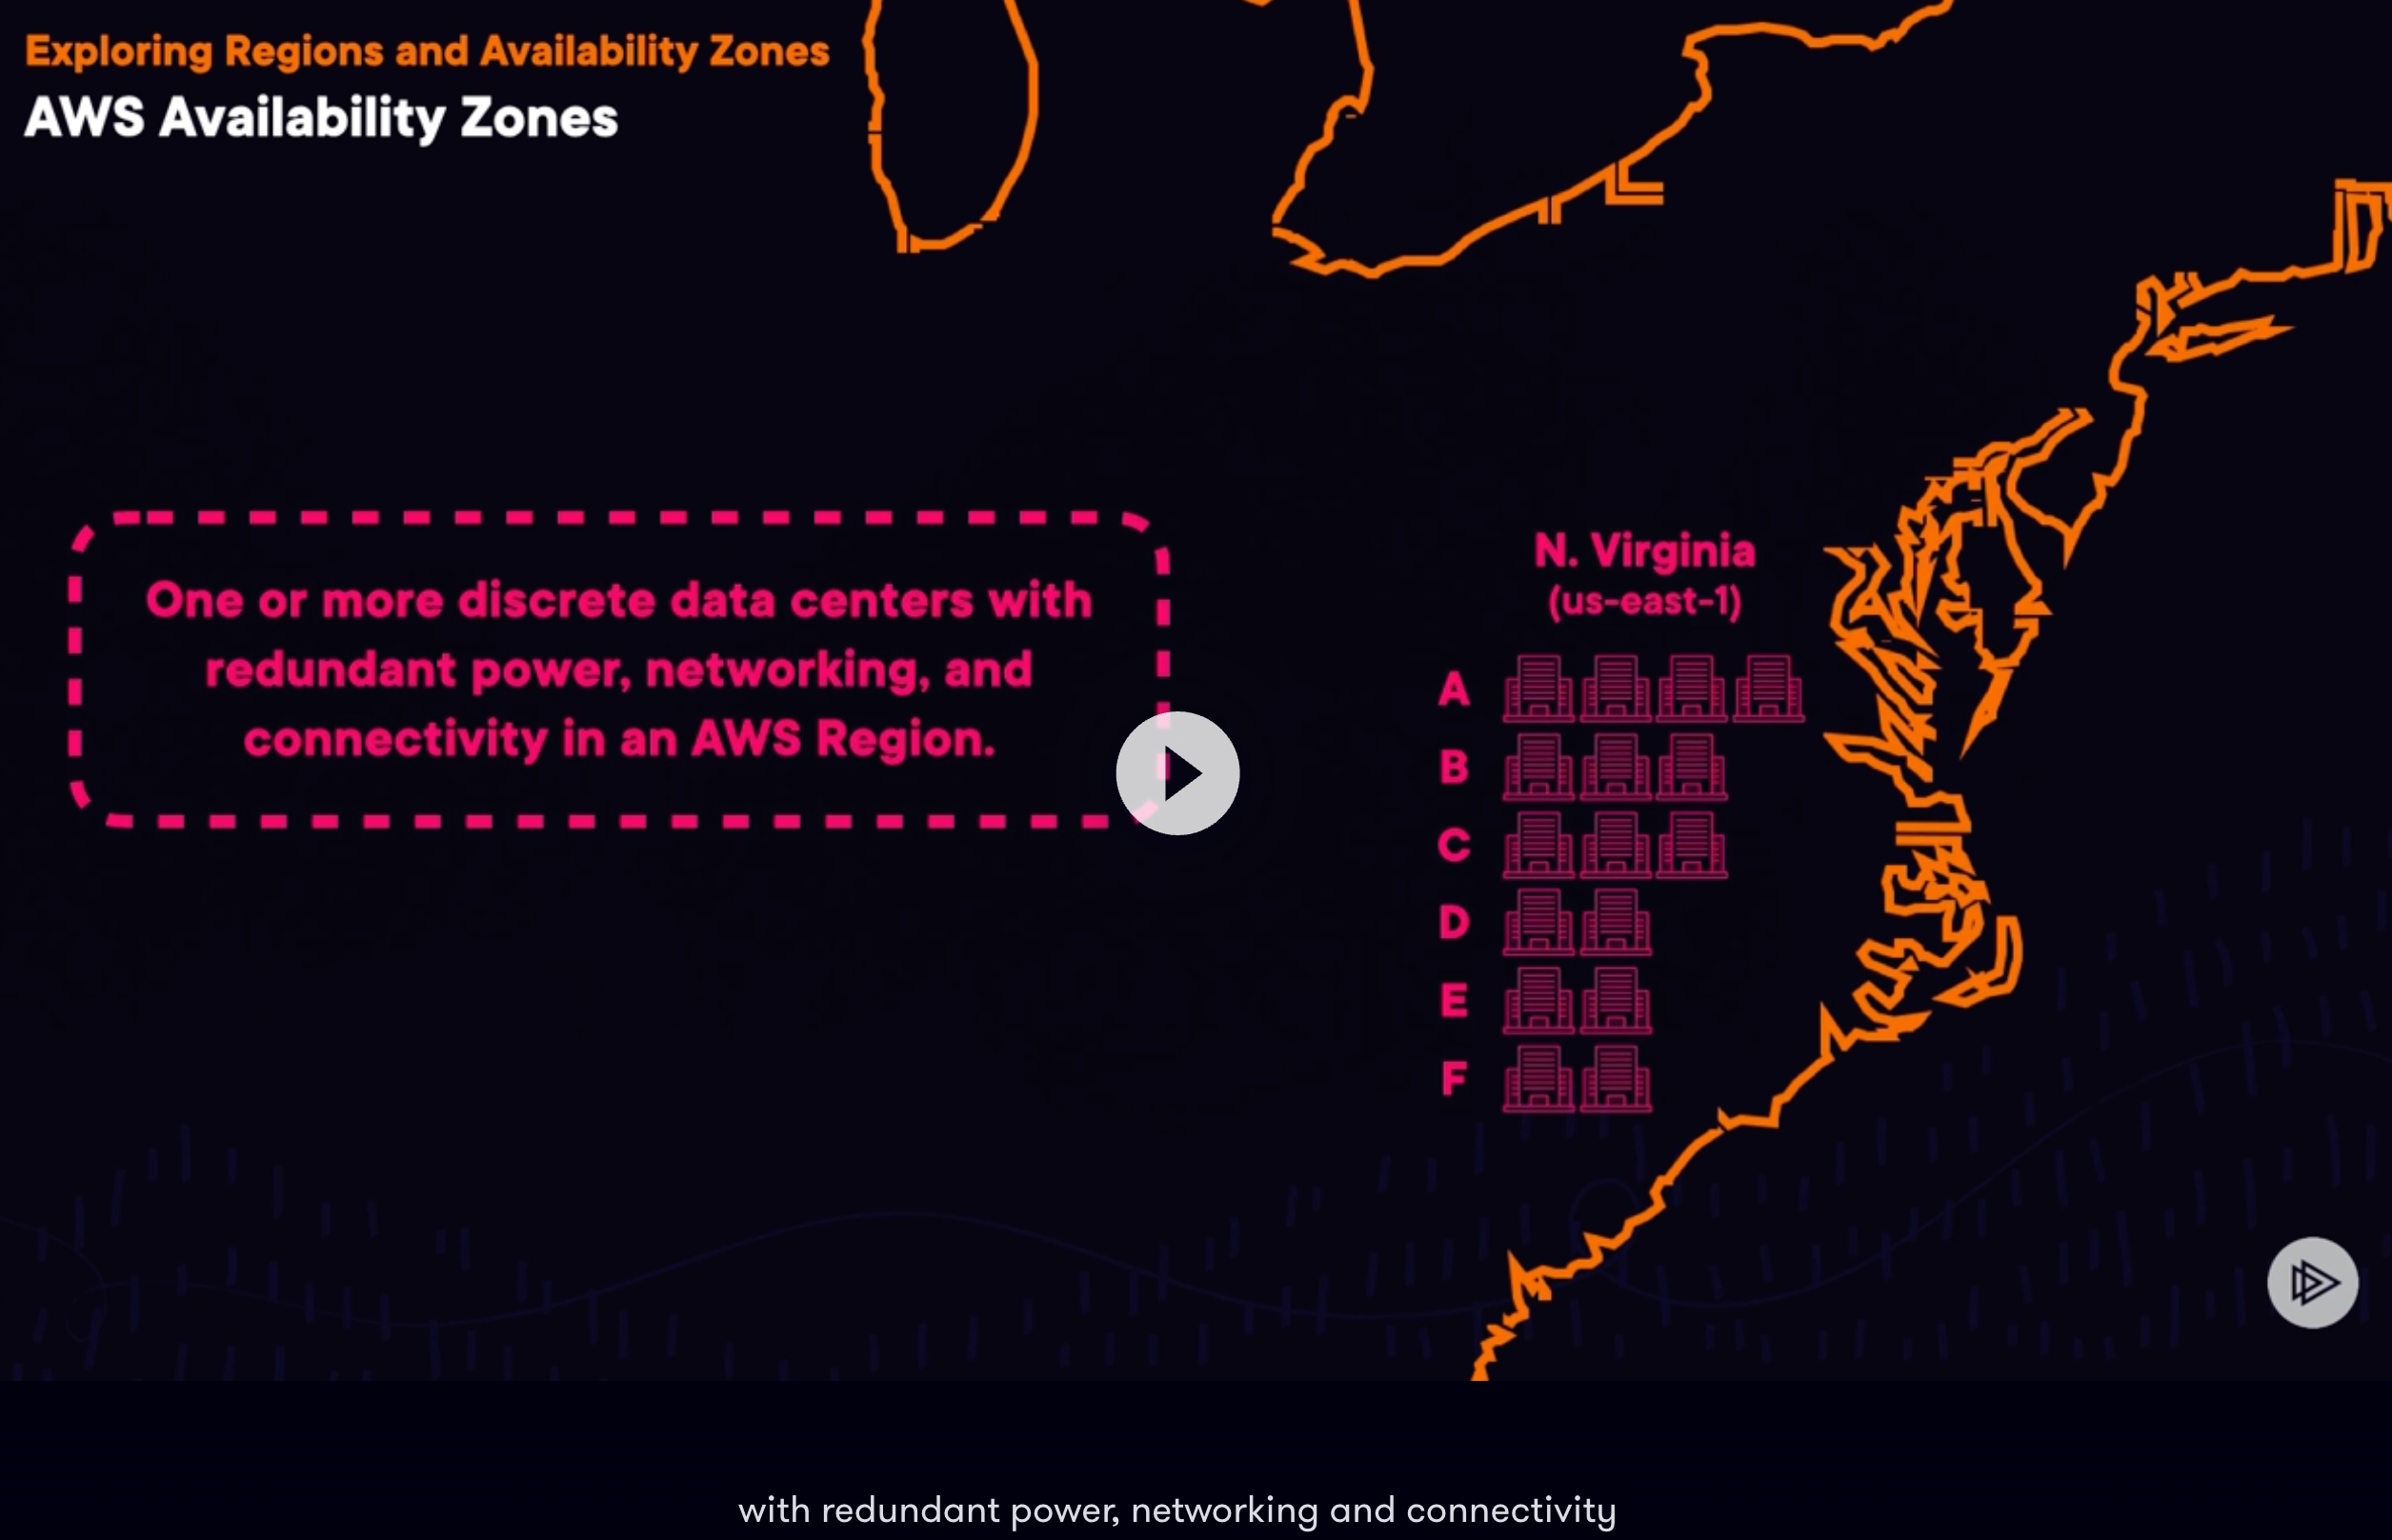 Exploring Regions and Availability Zones
AWS Availability Zones
One or more discrete data centers with
redundant power, networking, and
connectivity in an AWS Region.
N. Virginia
(us-east-1)
A
B
C
D
E
F
with redundant power, networking and connectivity